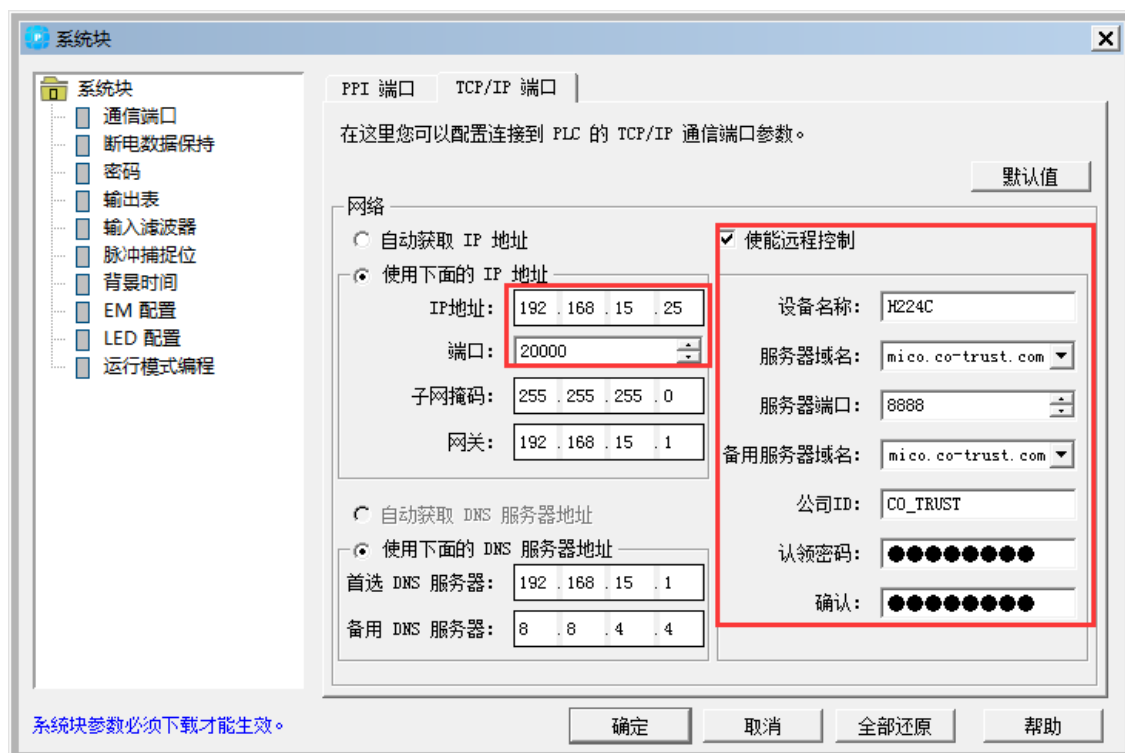 系统块
系统块
通信端口
断电数据保持
密码
输出表
输入滤波器
脉冲捕捉位
背景时间
EM 配置
LED 配置
运行模式编程
PPI 端口
TCP/IP 端口
在这里您可以配置连接到 PLC 的 TCP/IP 通信端口参数。
默认值
网络
自动获取 IP 地址
使用下面的 IP 地址
IP地址: 192 . 168 . 15 . 25
端口: 20000
子网掩码: 255 . 255 . 255 . 0
网关: 192 . 168 . 15 . 1
自动获取 DNS 服务器地址
使用下面的 DNS 服务器地址
首选 DNS 服务器: 192 . 168 . 15 . 1
备用 DNS 服务器: 8 . 8 . 4 . 4
使能远程控制
设备名称: H224C
服务器域名: mico.co-trust.com
服务器端口: 8888
备用服务器域名: mico.co-trust.com
公司ID: CO_TRUST
认领密码: ●●●●●●●●
确认: ●●●●●●●●
系统块参数必须下载才能生效。
确定
取消
全部还原
帮助